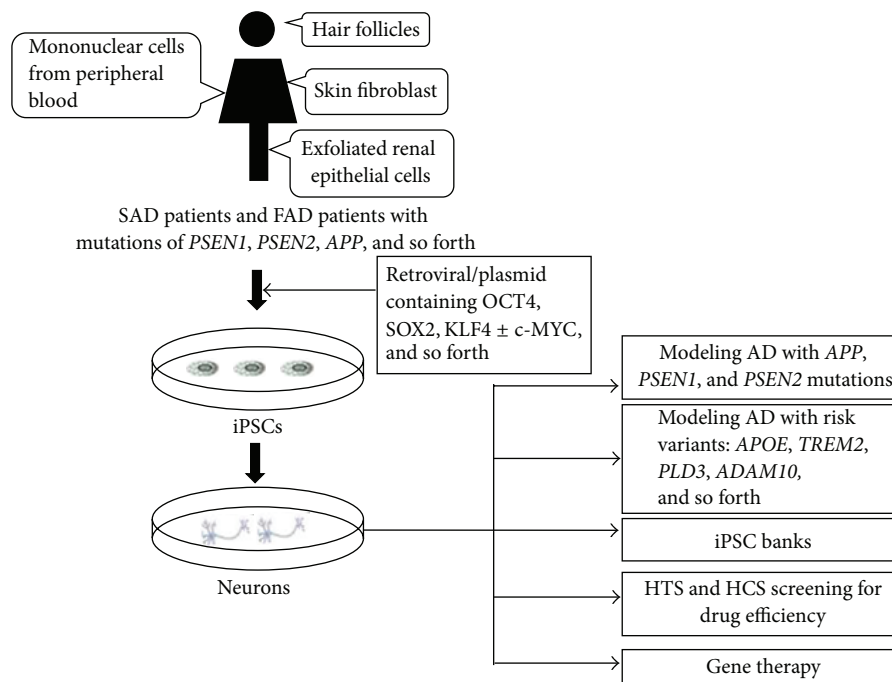 Hair follicles
Mononuclear cells
from peripheral
blood
Skin fibroblast
Exfoliated renal
epithelial cells
SAD patients and FAD patients with
mutations of PSEN1, PSEN2, APP, and so forth
Retroviral/plasmid
containing OCT4,
SOX2, KLF4 ± c-MYC,
and so forth
iPSCs
Neurons
Modeling AD with APP,
PSEN1, and PSEN2 mutations
Modeling AD with risk
variants: APOE, TREM2,
PLD3, ADAM10,
and so forth
iPSC banks
HTS and HCS screening for
drug efficiency
Gene therapy